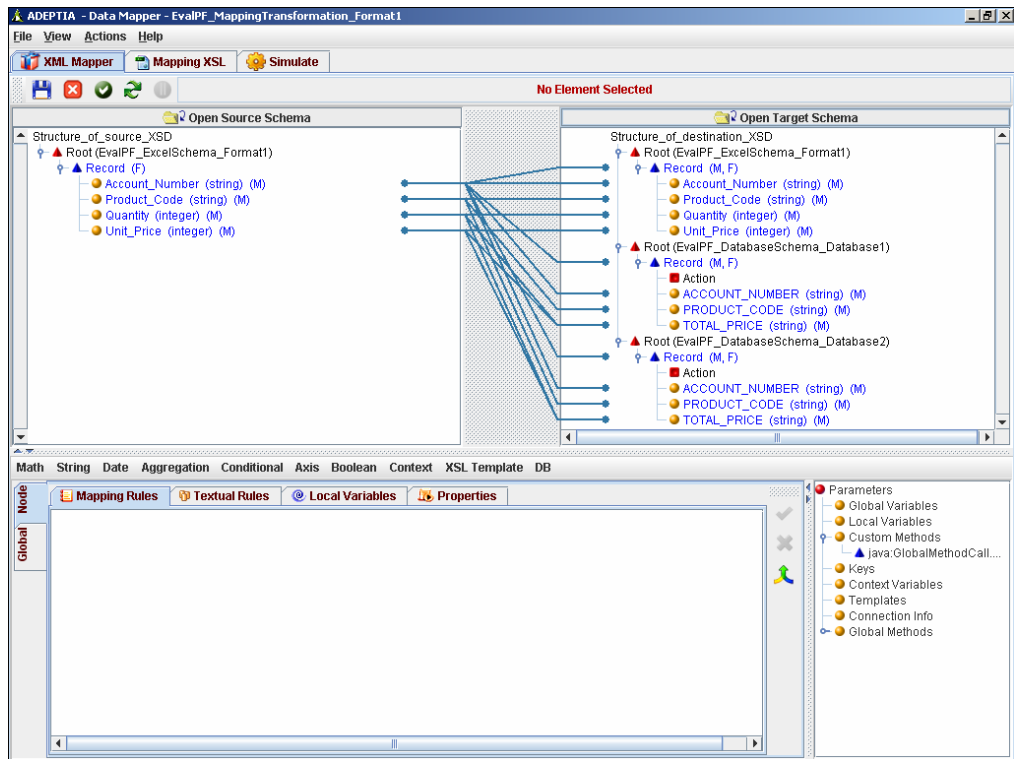 ADEPTIA - Data Mapper - EvalPF_MappingTransformation_Format1
File View Actions Help
XML Mapper Mapping XSL Simulate
No Element Selected
Open Source Schema
Structure_of_source_XSD
Root (EvalPF_ExcelSchema_Format1)
Record (F)
Account_Number (string) (M)
Product_Code (string) (M)
Quantity (integer) (M)
Unit_Price (integer) (M)
Open Target Schema
Structure_of_destination_XSD
Root (EvalPF_ExcelSchema_Format1)
Record (M, F)
Account_Number (string) (M)
Product_Code (string) (M)
Quantity (integer) (M)
Unit_Price (integer) (M)
Root (EvalPF_DatabaseSchema_Database1)
Record (M, F)
Action
ACCOUNT_NUMBER (string) (M)
PRODUCT_CODE (string) (M)
TOTAL_PRICE (string) (M)
Root (EvalPF_DatabaseSchema_Database2)
Record (M, F)
Action
ACCOUNT_NUMBER (string) (M)
PRODUCT_CODE (string) (M)
TOTAL_PRICE (string) (M)
Math String Date Aggregation Conditional Axis Boolean Context XSL Template DB
Node
Global
Mapping Rules Textual Rules Local Variables Properties
Parameters
Global Variables
Local Variables
Custom Methods
java:GlobalMethodCall....
Keys
Context Variables
Templates
Connection Info
Global Methods